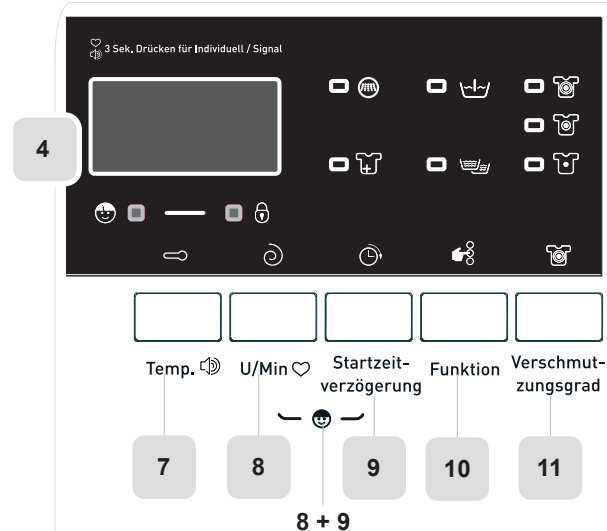 3 Sek. Drücken für Individuell / Signal
4
Temp.
U/Min
Startzeit-
verzögerung
Funktion
Verschmut-
zungsgrad
7
8
9
10
11
8 + 9